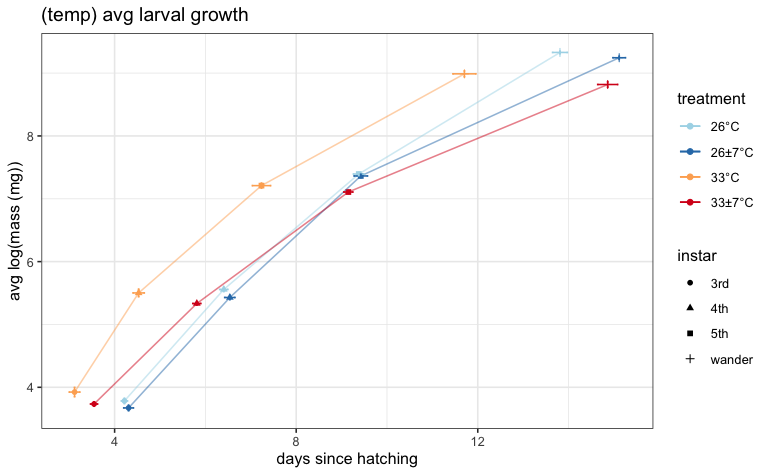 (temp) avg larval growth
avg log(mass (mg))
8
6
4
4
8
12
days since hatching
treatment
26°C
26±7°C
33°C
33±7°C
instar
3rd
4th
5th
wander